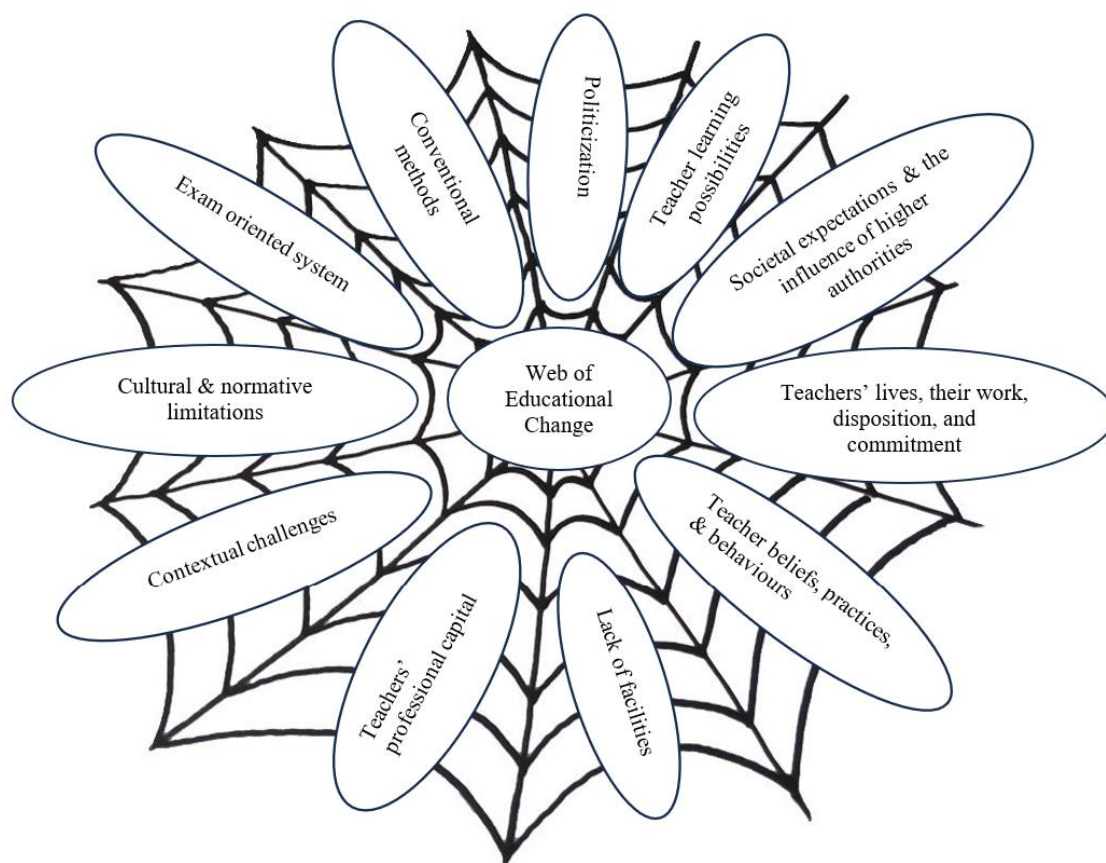 Politicization
Conventional
methods
Teacher learning
possibilities
Exam oriented system
Societal expectations & the
influence of higher
authorities
Cultural & normative
limitations
Web of
Educational
Change
Teachers’ lives, their work,
disposition, and
commitment
Contextual challenges
Teacher beliefs, practices,
& behaviours
Teachers’
professional capital
Lack of facilities